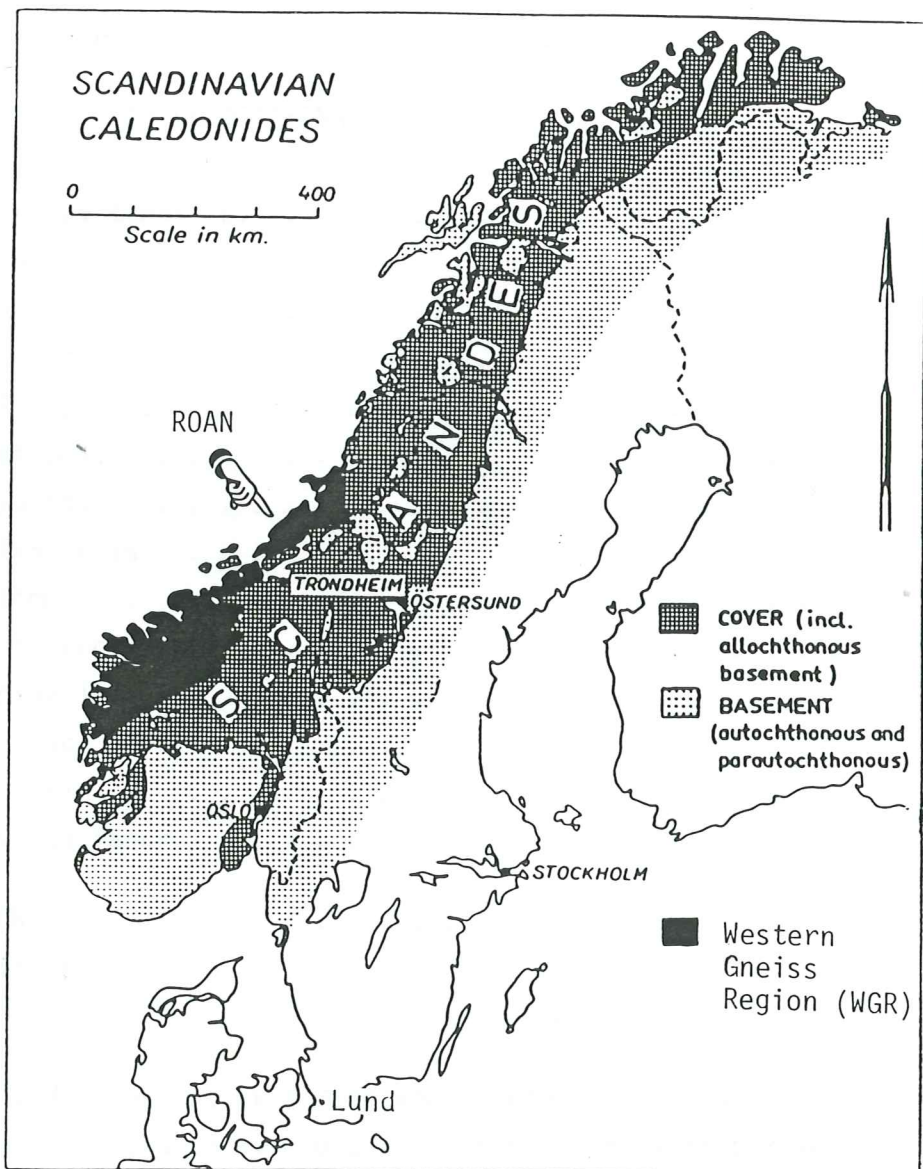 SCANDINAVIAN
CALEDONIDES
0 400
Scale in km.
S
E
D
N
A
C
S
ROAN
TRONDHEIM
ÖSTERSUND
COVER (incl.
allochthonous
basement)
BASEMENT
(autochthonous and
parautochthonous)
OSLO
STOCKHOLM
Western
Gneiss
Region (WGR)
Lund